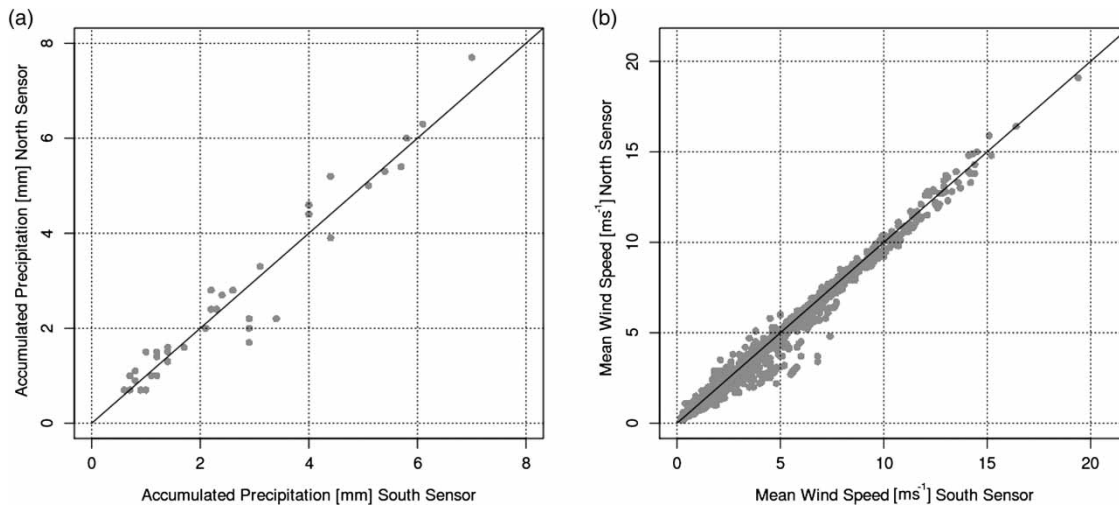 (a)
Accumulated Precipitation [mm] North Sensor
8
6
4
2
0
0 2 4 6 8
Accumulated Precipitation [mm] South Sensor
(b)
Mean Wind Speed [ms-1] North Sensor
20
15
10
5
0
0 5 10 15 20
Mean Wind Speed [ms-1] South Sensor